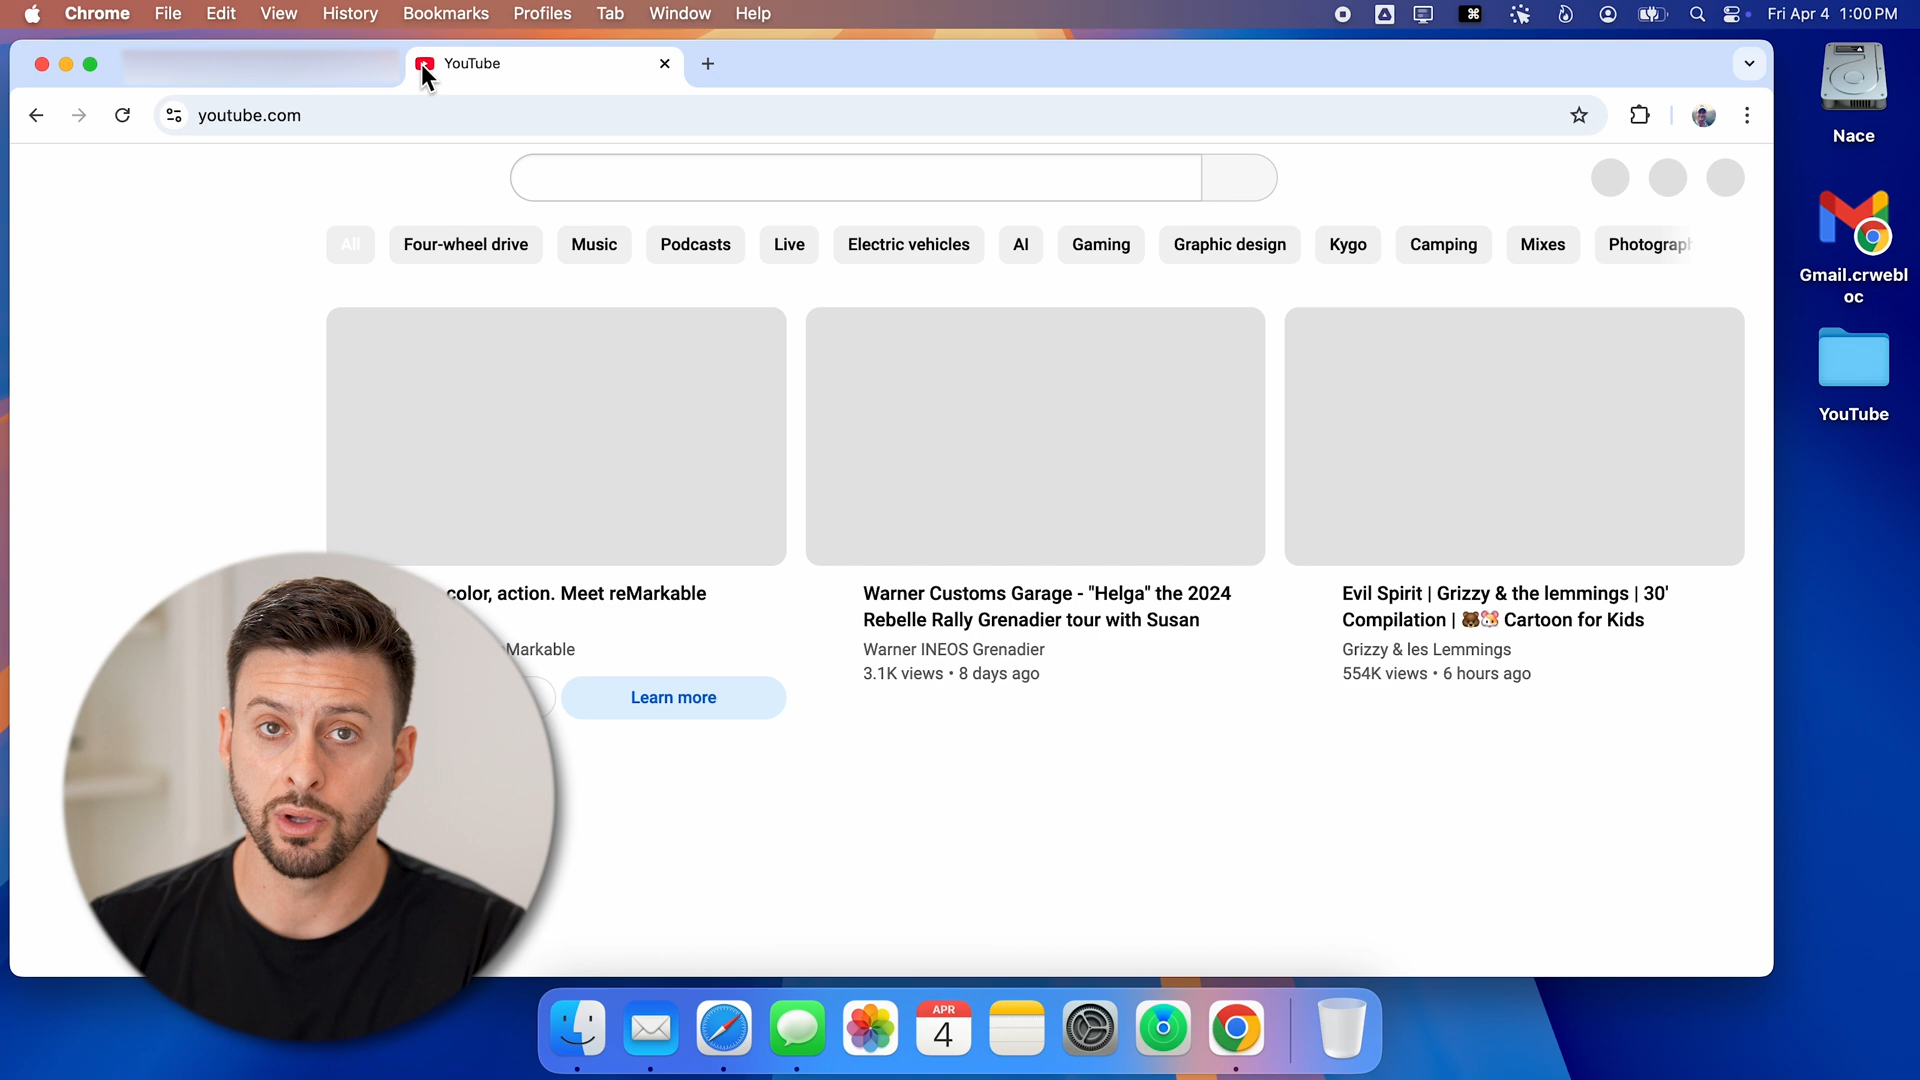 Chrome File Edit View History Bookmarks Profiles Tab Window Help
Fri Apr 4 1:00 PM
YouTube
youtube.com
All Four-wheel drive Music Podcasts Live Electric vehicles AI Gaming Graphic design Kygo Camping Mixes Photograph
color, action. Meet reMarkable
Markable
Learn more
Warner Customs Garage - "Helga" the 2024
Rebelle Rally Grenadier tour with Susan
Warner INEOS Grenadier
3.1K views • 8 days ago
Evil Spirit | Grizzy & the lemmings | 30'
Compilation | 🐻🐹 Cartoon for Kids
Grizzy & les Lemmings
554K views • 6 hours ago
Nace
Gmail.crwebl
oc
YouTube
APR
4